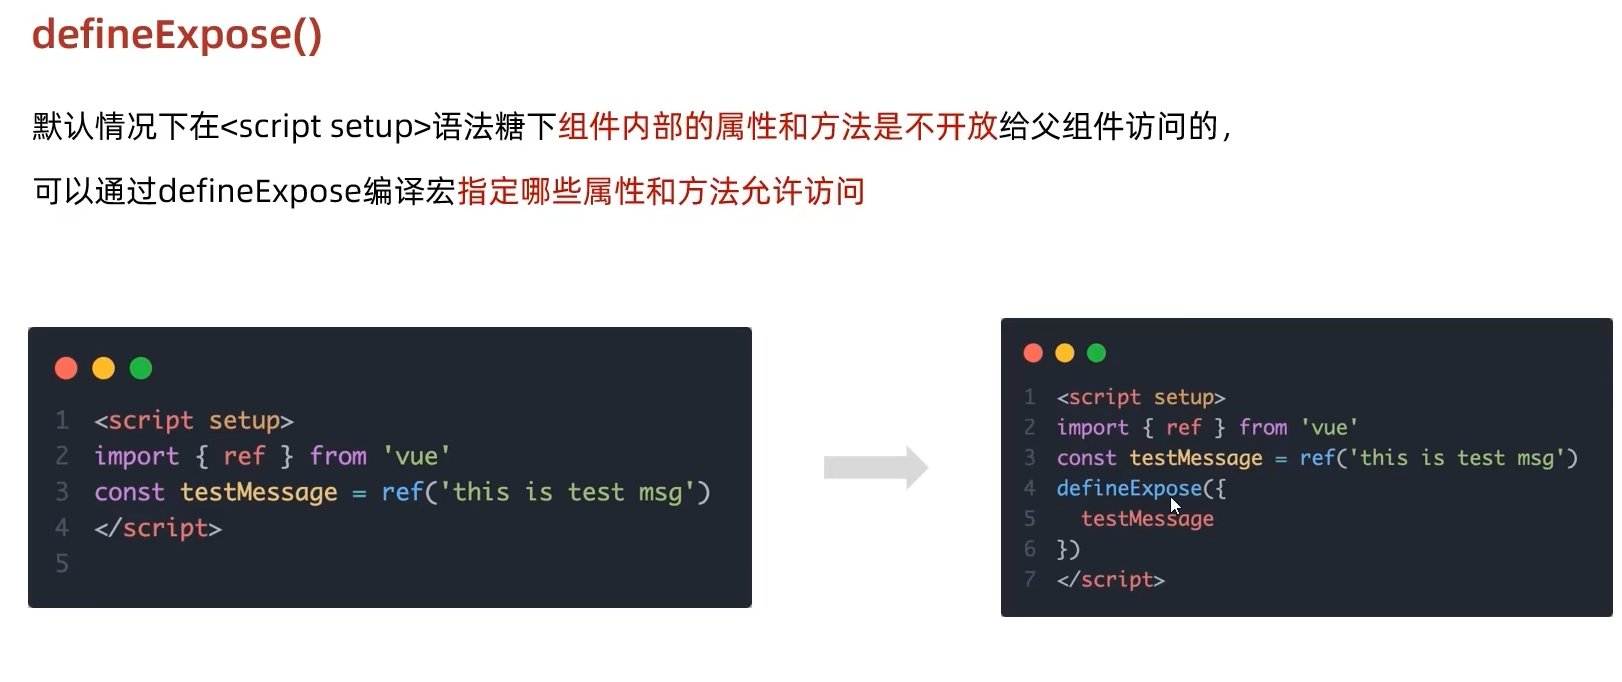 defineExpose()
默认情况下在<script setup>语法糖下组件内部的属性和方法是不开放给父组件访问的，
可以通过defineExpose编译宏指定哪些属性和方法允许访问
1 <script setup>
2 import { ref } from 'vue'
3 const testMessage = ref('this is test msg')
4 </script>
5
1 <script setup>
2 import { ref } from 'vue'
3 const testMessage = ref('this is test msg')
4 defineExpose({
5   testMessage
6 })
7 </script>